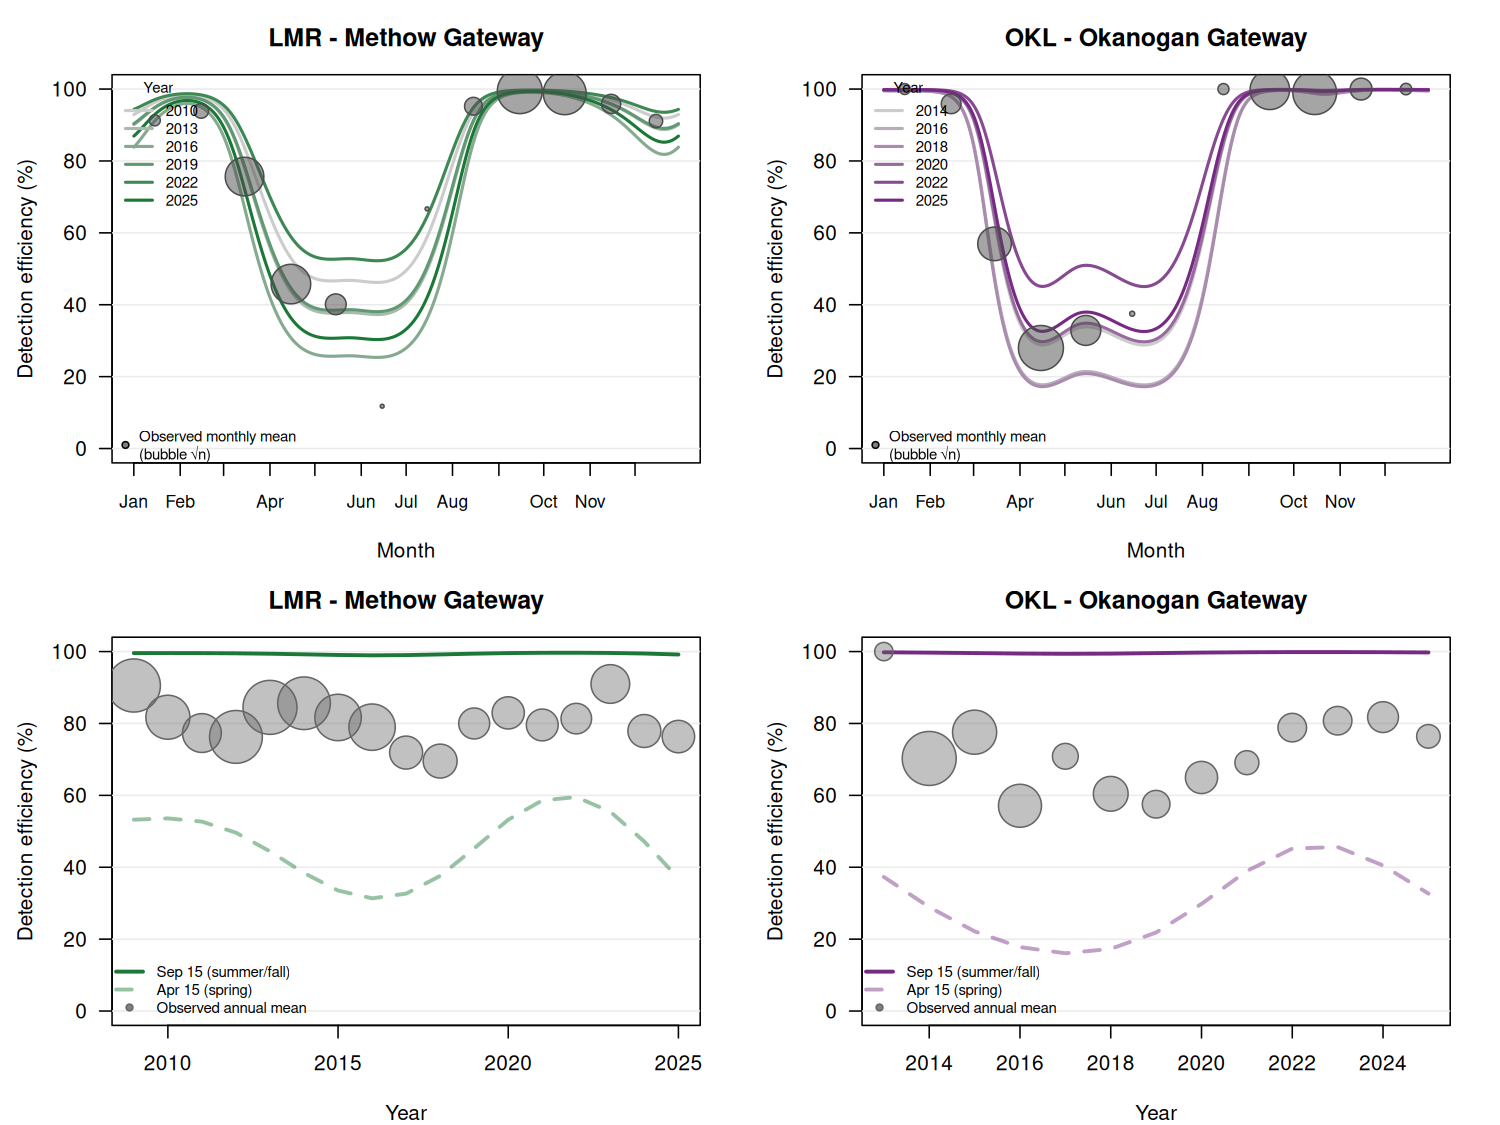 LMR - Methow Gateway
Detection efficiency (%)
100
80
60
40
20
0
Year
2010
2013
2016
2019
2022
2025
Observed monthly mean
(bubble √n)
Jan Feb Apr Jun Jul Aug Oct Nov
Month
OKL - Okanogan Gateway
Detection efficiency (%)
100
80
60
40
20
0
Year
2014
2016
2018
2020
2022
2025
Observed monthly mean
(bubble √n)
Jan Feb Apr Jun Jul Aug Oct Nov
Month
LMR - Methow Gateway
Detection efficiency (%)
100
80
60
40
20
0
Sep 15 (summer/fall)
Apr 15 (spring)
Observed annual mean
2010 2015 2020 2025
Year
OKL - Okanogan Gateway
Detection efficiency (%)
100
80
60
40
20
0
Sep 15 (summer/fall)
Apr 15 (spring)
Observed annual mean
2014 2016 2018 2020 2022 2024
Year